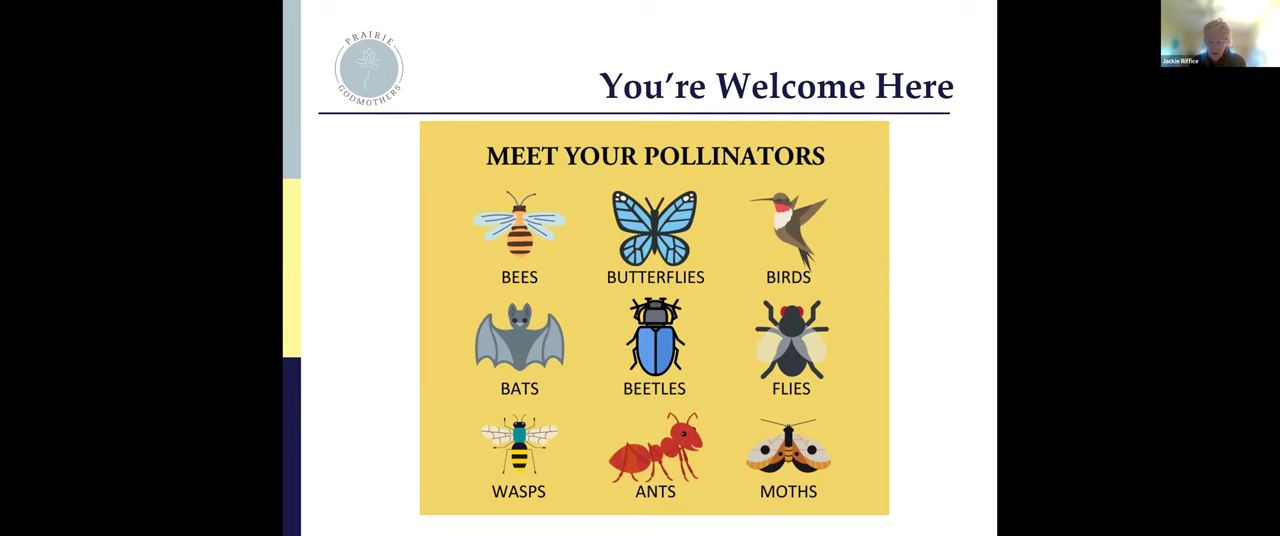 PRAIRIE
GODMOTHERS
You're Welcome Here
Jackie Riffice
MEET YOUR POLLINATORS
BEES
BUTTERFLIES
BIRDS
BATS
BEETLES
FLIES
WASPS
ANTS
MOTHS